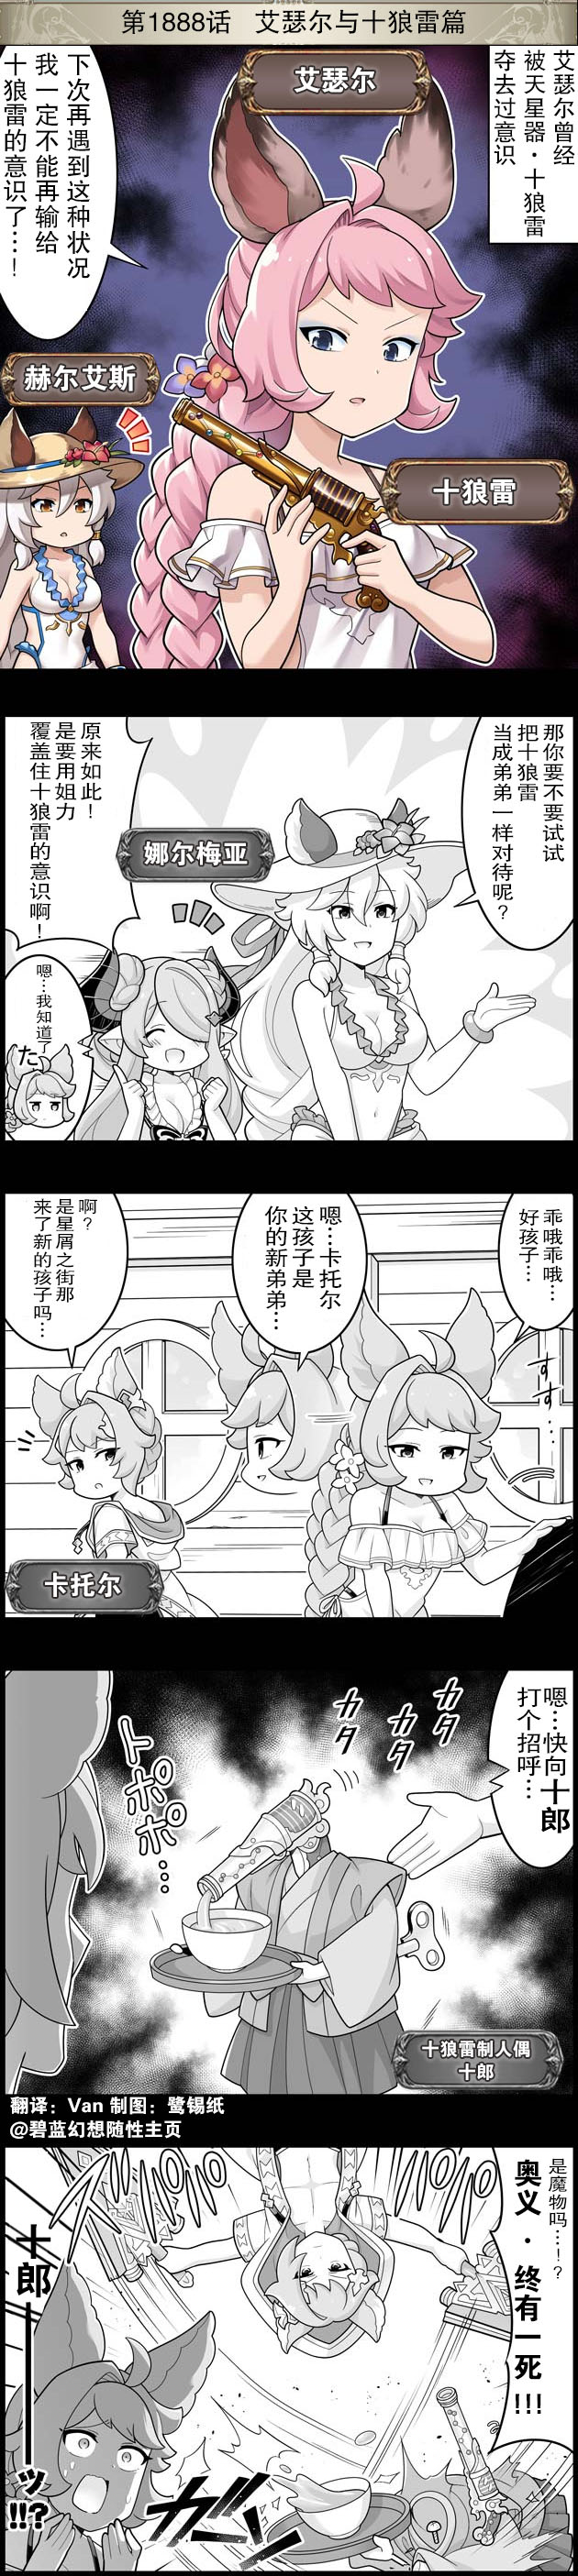 第1888话　艾瑟尔与十狼雷篇
艾瑟尔曾经
被天星器・十狼雷
夺去过意识
艾瑟尔
下次再遇到这种状况
我一定不能再输给
十狼雷的意识了…！
赫尔艾斯
十狼雷
那你要不要试试
把十狼雷
当成弟弟一样对待呢？
娜尔梅亚
原来如此！
是要用姐力
覆盖住十狼雷的意识啊！
嗯…我知道了
た
乖哦乖哦…
好孩子…
すす…
嗯…卡托尔
这孩子是
你的新弟弟…
啊？
是星屑之街那
来了新的孩子吗…
卡托尔
嗯…快向十郎
打个招呼…
カタ
カタ
カタ
トポポポ…
十狼雷制人偶
十郎
翻译：Van 制图：鹭锡纸
@碧蓝幻想随性主页
是魔物吗…！？
奥义・终有一死!!!
十郎
ーーッ
!!?
ガガッ